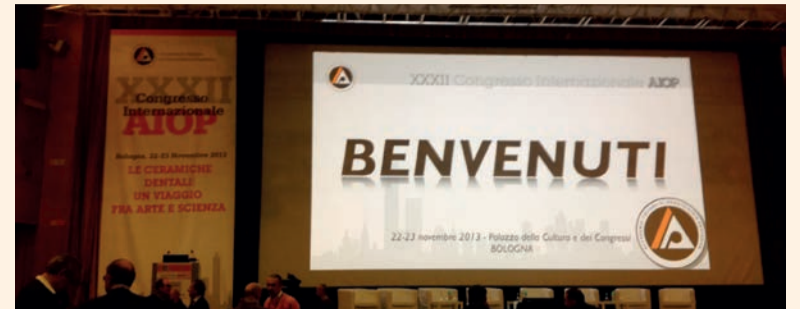 XXXII
Congresso
Internazionale
AIOP
Bologna, 22-23 Novembre 2013
LE CERAMICHE
DENTALI
UN VIAGGIO
FRA ARTE E SCIENZA
XXXII Congresso Internazionale AIOP
BENVENUTI
22-23 novembre 2013 - Palazzo della Cultura e dei Congressi
BOLOGNA